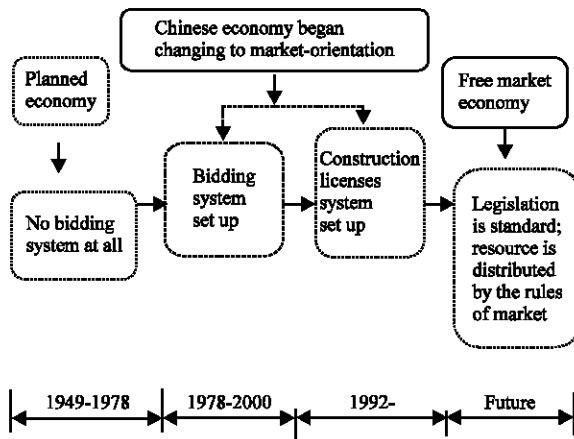 Chinese economy began
changing to market-orientation
Planned
economy
Free market
economy
No bidding
system at all
Bidding
system
set up
Construction
licenses
system
set up
Legislation
is standard;
resource is
distributed
by the rules
of market
1949-1978
1978-2000
1992-
Future